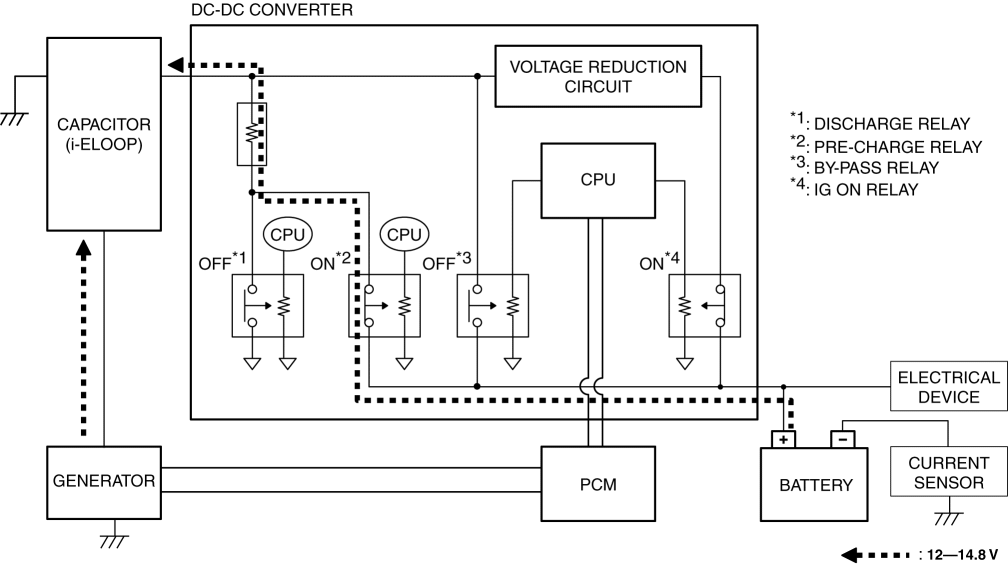 DC-DC CONVERTER
CAPACITOR
(i-ELOOP)
VOLTAGE REDUCTION
CIRCUIT
*1: DISCHARGE RELAY
*2: PRE-CHARGE RELAY
*3: BY-PASS RELAY
*4: IG ON RELAY
CPU
CPU
CPU
OFF*1
ON*2
OFF*3
ON*4
ELECTRICAL
DEVICE
+
−
GENERATOR
PCM
BATTERY
CURRENT
SENSOR
: 12—14.8 V